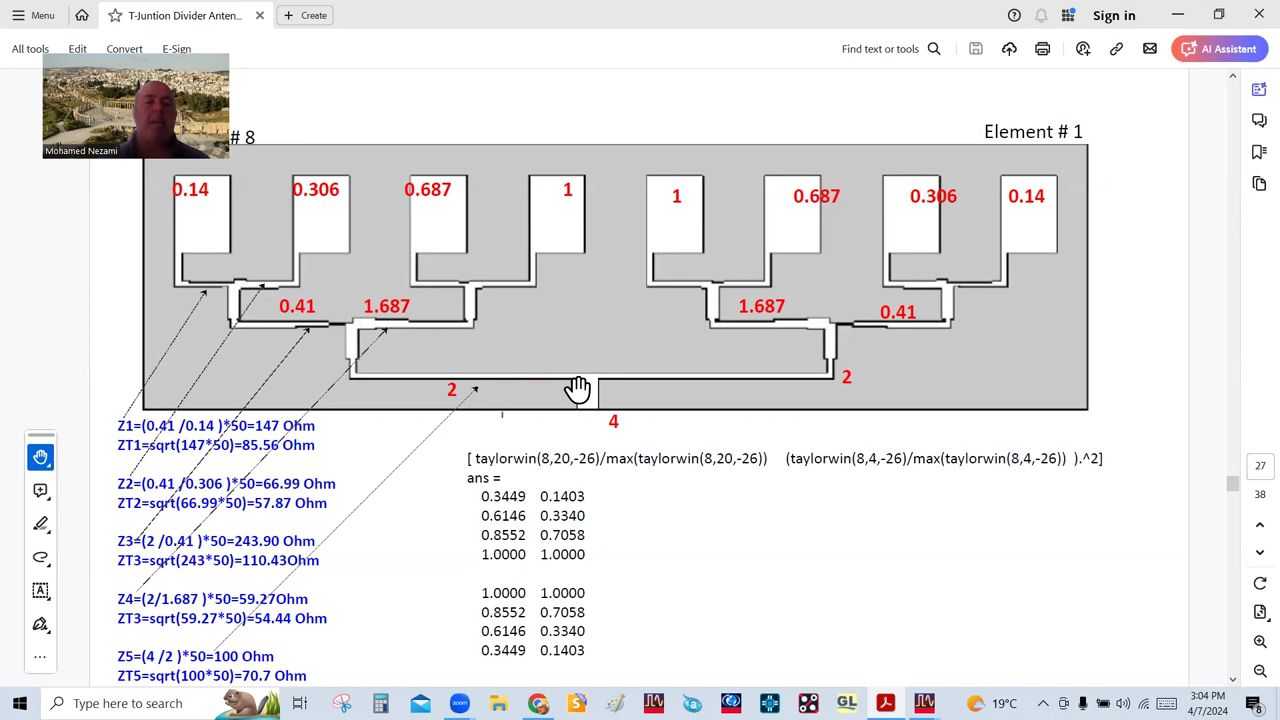 Menu
T-Juntion Divider Anten...
Create
Sign in
All tools
Edit
Convert
E-Sign
Find text or tools
AI Assistant
Mohamed Nezami
# 8
Element # 1
0.14
0.306
0.687
1
1
0.687
0.306
0.14
0.41
1.687
1.687
0.41
2
2
4
Z1=(0.41 /0.14 )*50=147 Ohm
ZT1=sqrt(147*50)=85.56 Ohm
Z2=(0.41 /0.306 )*50=66.99 Ohm
ZT2=sqrt(66.99*50)=57.87 Ohm
Z3=(2 /0.41 )*50=243.90 Ohm
ZT3=sqrt(243*50)=110.43Ohm
Z4=(2/1.687 )*50=59.27Ohm
ZT3=sqrt(59.27*50)=54.44 Ohm
Z5=(4 /2 )*50=100 Ohm
ZT5=sqrt(100*50)=70.7 Ohm
[ taylorwin(8,20,-26)/max(taylorwin(8,20,-26)) (taylorwin(8,4,-26)/max(taylorwin(8,4,-26)) ).^2]
ans =
0.3449 0.1403
0.6146 0.3340
0.8552 0.7058
1.0000 1.0000
1.0000 1.0000
0.8552 0.7058
0.6146 0.3340
0.3449 0.1403
27
38
Type here to search
zoom
GL
19°C
3:04 PM
4/7/2024
8